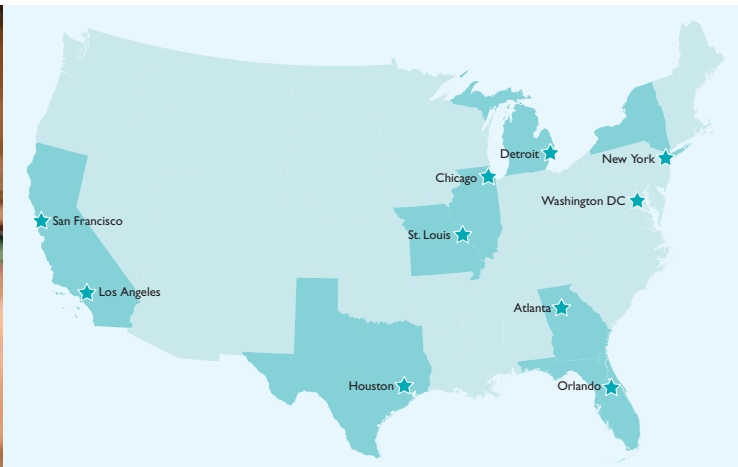 Detroit
New York
Chicago
Washington DC
San Francisco
St. Louis
Los Angeles
Atlanta
Houston
Orlando